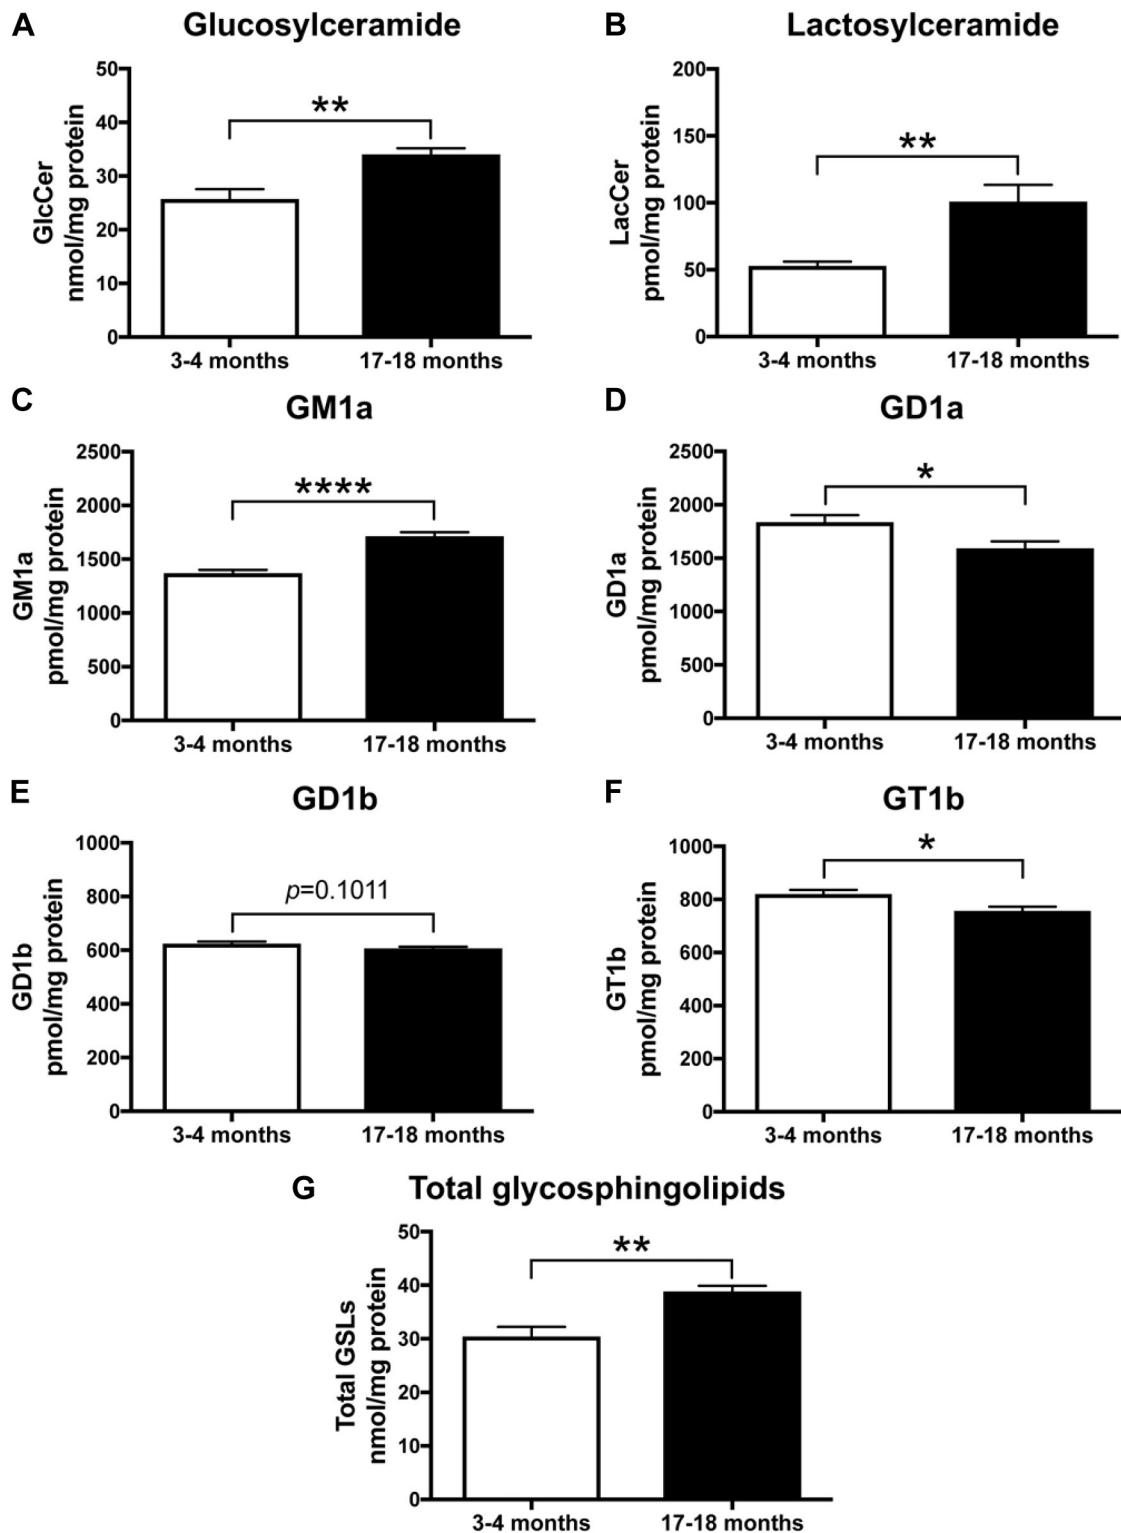 A Glucosylceramide
GlcCer
nmol/mg protein
50
40
30
20
10
0
**
3-4 months 17-18 months
B Lactosylceramide
LacCer
pmol/mg protein
200
150
100
50
0
**
3-4 months 17-18 months
C GM1a
GM1a
pmol/mg protein
2500
2000
1500
1000
500
0
****
3-4 months 17-18 months
D GD1a
GD1a
pmol/mg protein
2500
2000
1500
1000
500
0
*
3-4 months 17-18 months
E GD1b
GD1b
pmol/mg protein
1000
800
600
400
200
0
p=0.1011
3-4 months 17-18 months
F GT1b
GT1b
pmol/mg protein
1000
800
600
400
200
0
*
3-4 months 17-18 months
G Total glycosphingolipids
Total GSLs
nmol/mg protein
50
40
30
20
10
0
**
3-4 months 17-18 months